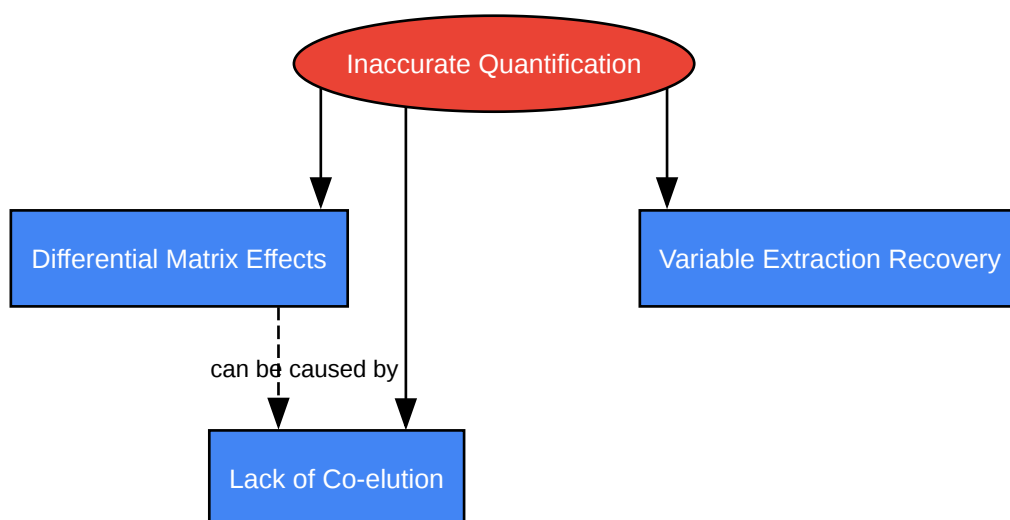 Inaccurate Quantification
Differential Matrix Effects
Variable Extraction Recovery
can be caused by
Lack of Co-elution